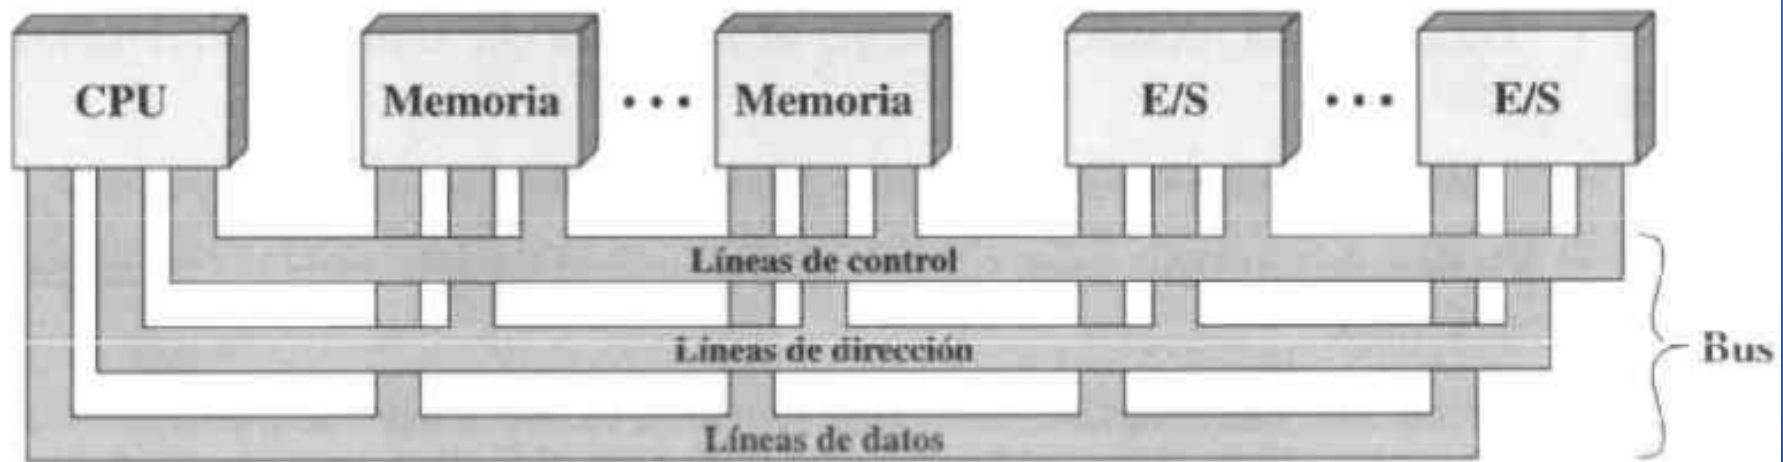 CPU
Memoria
• • •
Memoria
E/S
• • •
E/S
Líneas de control
Líneas de dirección
Bus
Líneas de datos